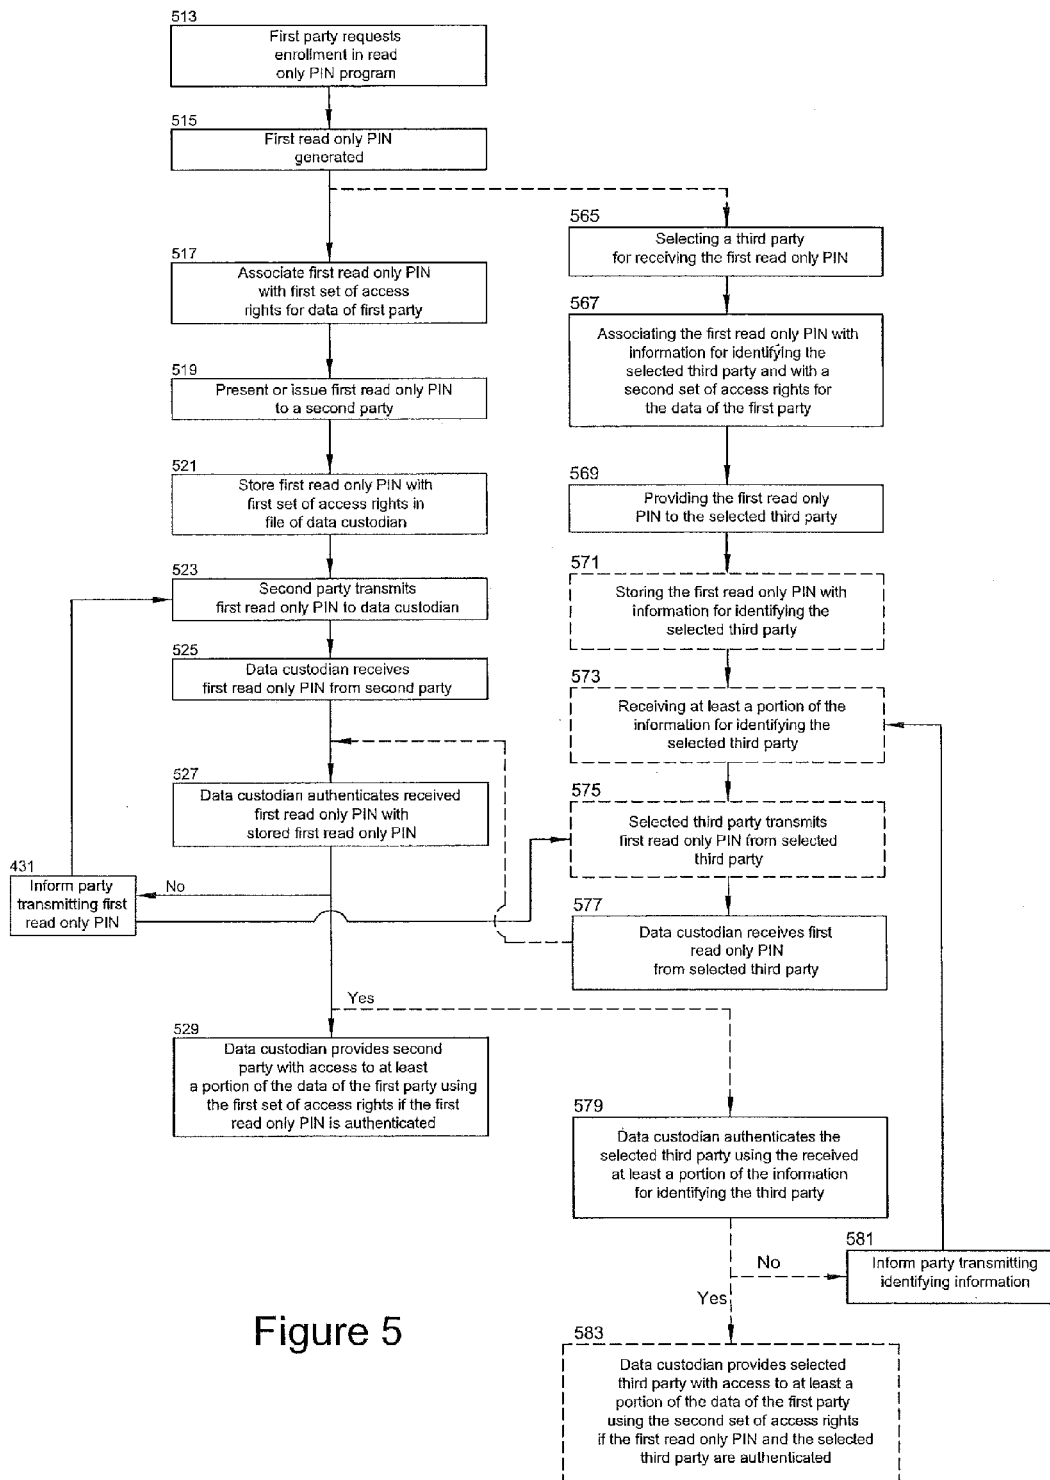 513
First party requests
enrollment in read
only PIN program
515
First read only PIN
generated
517
Associate first read only PIN
with first set of access
rights for data of first party
519
Present or issue first read only PIN
to a second party
521
Store first read only PIN with
first set of access rights in
file of data custodian
523
Second party transmits
first read only PIN to data custodian
525
Data custodian receives
first read only PIN from second party
527
Data custodian authenticates received
first read only PIN with
stored first read only PIN
431
Inform party
transmitting first
read only PIN
No
Yes
529
Data custodian provides second
party with access to at least
a portion of the data of the first party using
the first set of access rights if the first
read only PIN is authenticated
565
Selecting a third party
for receiving the first read only PIN
567
Associating the first read only PIN with
information for identifying the
selected third party and with a
second set of access rights for
the data of the first party
569
Providing the first read only
PIN to the selected third party
571
Storing the first read only PIN with
information for identifying the
selected third party
573
Receiving at least a portion of the
information for identifying the
selected third party
575
Selected third party transmits
first read only PIN from selected
third party
577
Data custodian receives first
read only PIN
from selected third party
579
Data custodian authenticates the
selected third party using the received
at least a portion of the information
for identifying the third party
No
581
Inform party transmitting
identifying information
Yes
583
Data custodian provides selected
third party with access to at least a
portion of the data of the first party
using the second set of access rights
if the first read only PIN and the selected
third party are authenticated
Figure 5